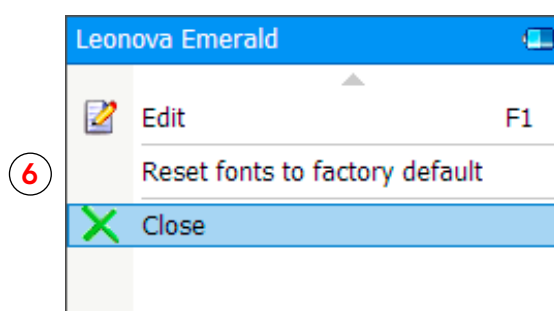 Leonova Emerald
Edit F1
6 Reset fonts to factory default
Close